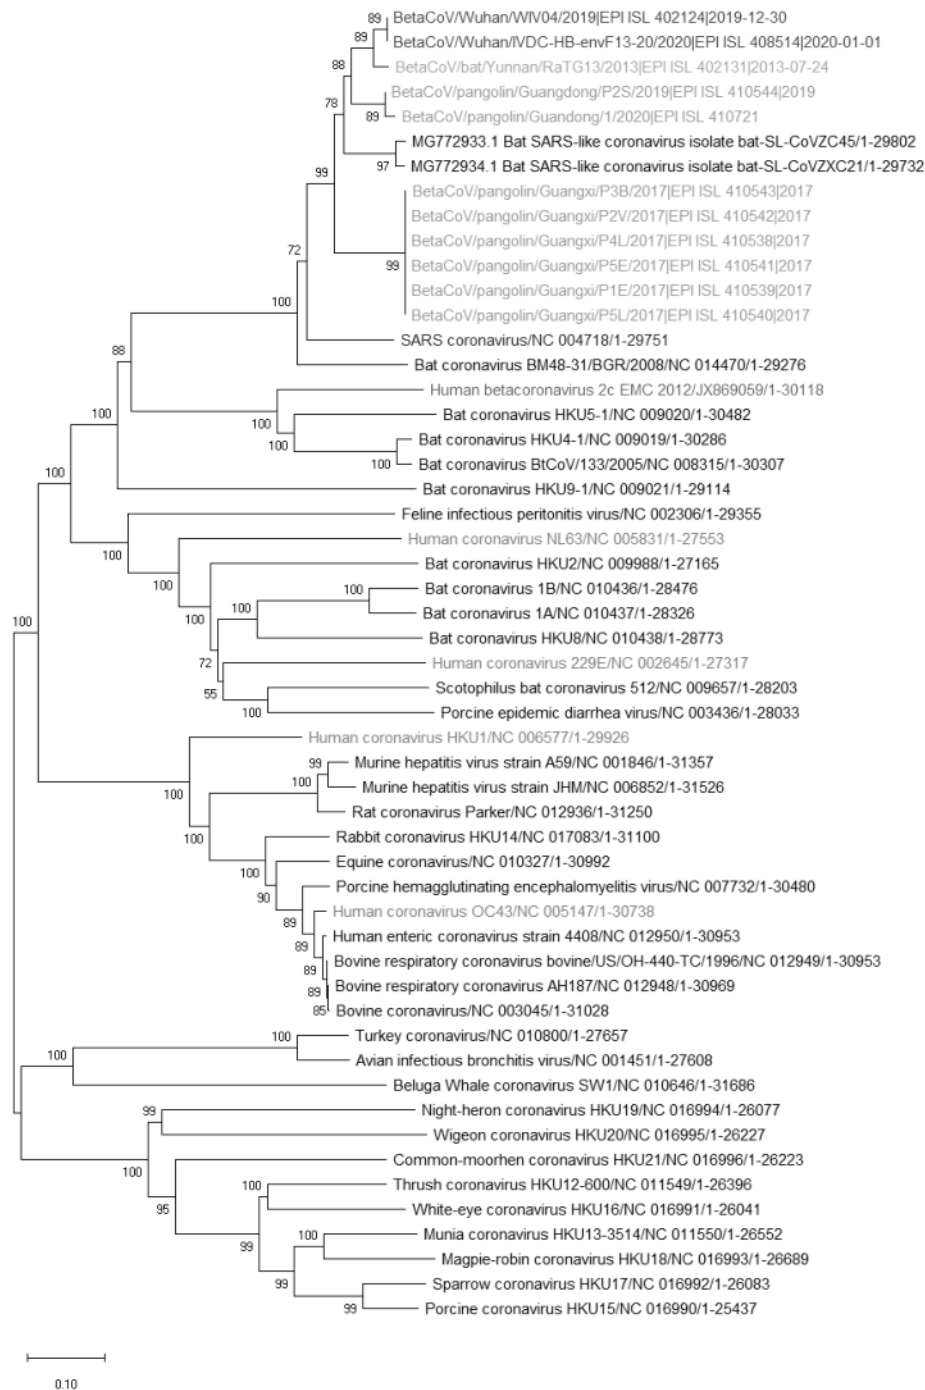 89 BetaCoV/Wuhan/WIV04/2019|EPI ISL 402124|2019-12-30
89
BetaCoV/Wuhan/IVDC-HB-envF13-20/2020|EPI ISL 408514|2020-01-01
88
BetaCoV/bat/Yunnan/RaTG13/2013|EPI ISL 402131|2013-07-24
BetaCoV/pangolin/Guangdong/P2S/2019|EPI ISL 410544|2019
78
89 BetaCoV/pangolin/Guandong/1/2020|EPI ISL 410721
MG772933.1 Bat SARS-like coronavirus isolate bat-SL-CoVZC45/1-29802
97 MG772934.1 Bat SARS-like coronavirus isolate bat-SL-CoVZXC21/1-29732
99
BetaCoV/pangolin/Guangxi/P3B/2017|EPI ISL 410543|2017
BetaCoV/pangolin/Guangxi/P2V/2017|EPI ISL 410542|2017
BetaCoV/pangolin/Guangxi/P4L/2017|EPI ISL 410538|2017
72
99 BetaCoV/pangolin/Guangxi/P5E/2017|EPI ISL 410541|2017
BetaCoV/pangolin/Guangxi/P1E/2017|EPI ISL 410539|2017
100
BetaCoV/pangolin/Guangxi/P5L/2017|EPI ISL 410540|2017
SARS coronavirus/NC 004718/1-29751
88
Bat coronavirus BM48-31/BGR/2008/NC 014470/1-29276
Human betacoronavirus 2c EMC 2012/JX869059/1-30118
100
Bat coronavirus HKU5-1/NC 009020/1-30482
100
Bat coronavirus HKU4-1/NC 009019/1-30286
100
100 Bat coronavirus BtCoV/133/2005/NC 008315/1-30307
100
Bat coronavirus HKU9-1/NC 009021/1-29114
Feline infectious peritonitis virus/NC 002306/1-29355
Human coronavirus NL63/NC 005831/1-27553
100
Bat coronavirus HKU2/NC 009988/1-27165
100
100 Bat coronavirus 1B/NC 010436/1-28476
100
Bat coronavirus 1A/NC 010437/1-28326
100
100
Bat coronavirus HKU8/NC 010438/1-28773
72
Human coronavirus 229E/NC 002645/1-27317
Scotophilus bat coronavirus 512/NC 009657/1-28203
55
100 Porcine epidemic diarrhea virus/NC 003436/1-28033
Human coronavirus HKU1/NC 006577/1-29926
99 Murine hepatitis virus strain A59/NC 001846/1-31357
100
Murine hepatitis virus strain JHM/NC 006852/1-31526
100
Rat coronavirus Parker/NC 012936/1-31250
Rabbit coronavirus HKU14/NC 017083/1-31100
100
Equine coronavirus/NC 010327/1-30992
100
Porcine hemagglutinating encephalomyelitis virus/NC 007732/1-30480
90
Human coronavirus OC43/NC 005147/1-30738
89
Human enteric coronavirus strain 4408/NC 012950/1-30953
89
Bovine respiratory coronavirus bovine/US/OH-440-TC/1996/NC 012949/1-30953
89
Bovine respiratory coronavirus AH187/NC 012948/1-30969
89
85 Bovine coronavirus/NC 003045/1-31028
100 Turkey coronavirus/NC 010800/1-27657
100
Avian infectious bronchitis virus/NC 001451/1-27608
Beluga Whale coronavirus SW1/NC 010646/1-31686
99 Night-heron coronavirus HKU19/NC 016994/1-26077
Wigeon coronavirus HKU20/NC 016995/1-26227
Common-moorhen coronavirus HKU21/NC 016996/1-26223
100
100 Thrush coronavirus HKU12-600/NC 011549/1-26396
95
White-eye coronavirus HKU16/NC 016991/1-26041
100 Munia coronavirus HKU13-3514/NC 011550/1-26552
99
Magpie-robin coronavirus HKU18/NC 016993/1-26689
99 Sparrow coronavirus HKU17/NC 016992/1-26083
99 Porcine coronavirus HKU15/NC 016990/1-25437
0.10